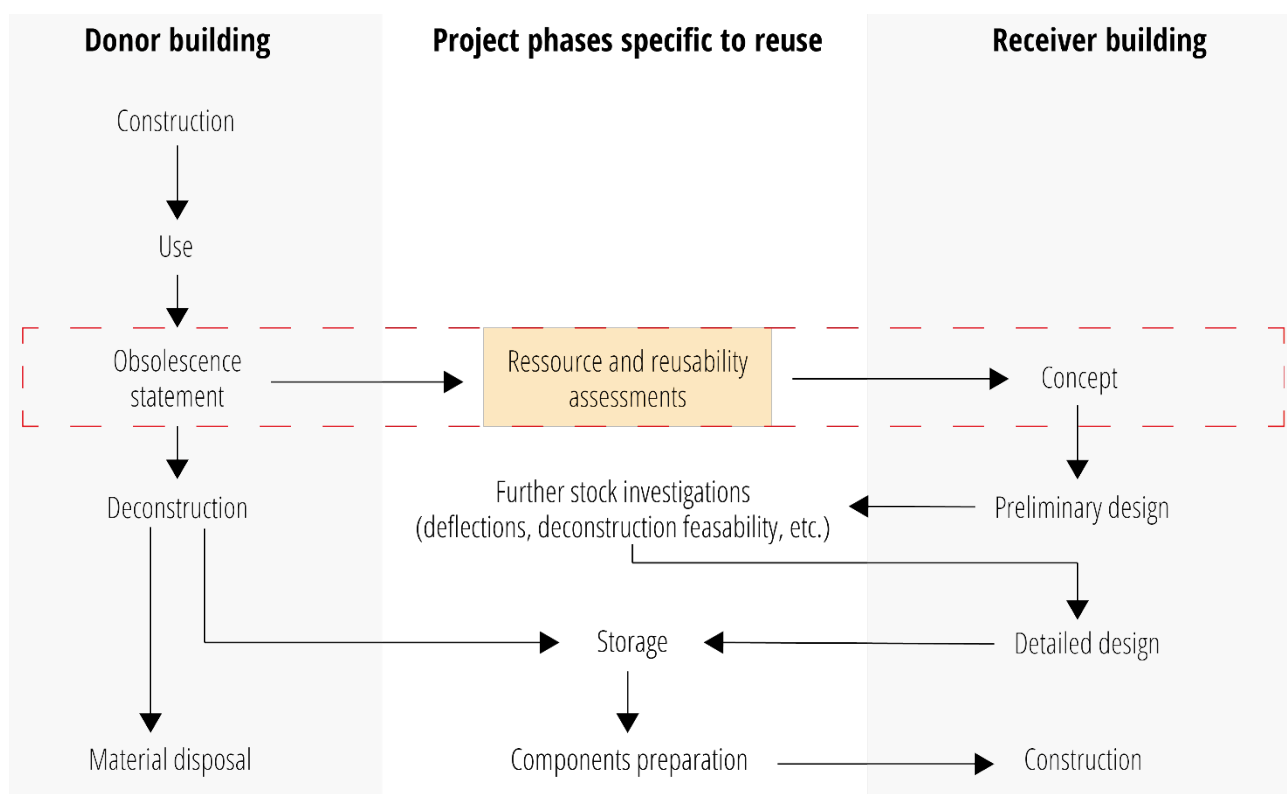 Donor building
Project phases specific to reuse
Receiver building
Construction
Use
Obsolescence
statement
Ressource and reusability
assessments
Concept
Deconstruction
Further stock investigations
(deflections, deconstruction feasability, etc.)
Preliminary design
Storage
Detailed design
Material disposal
Components preparation
Construction